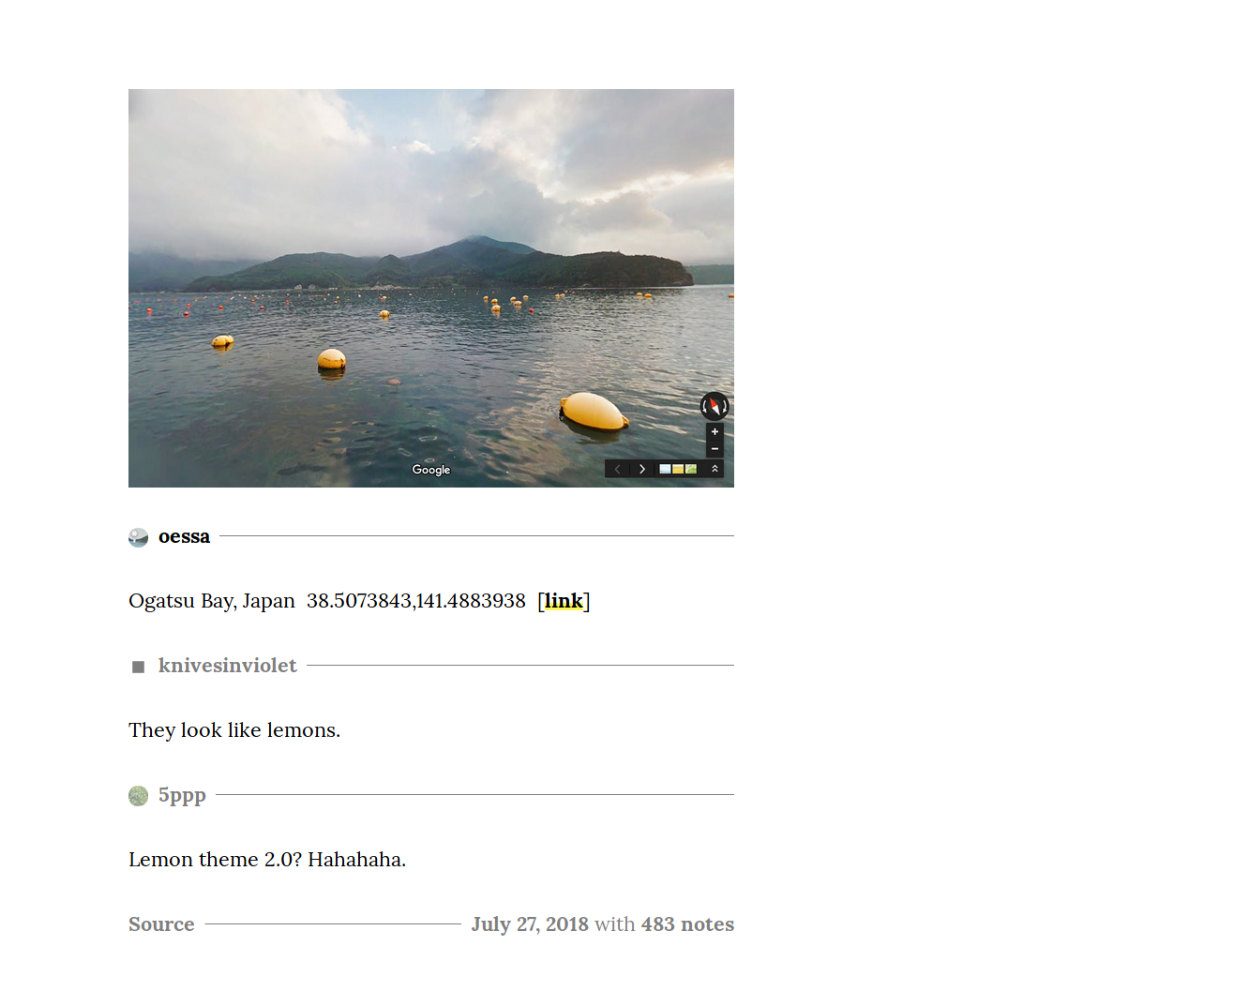 Google
oessa
Ogatsu Bay, Japan 38.5073843,141.4883938 [link]
knivesinviolet
They look like lemons.
5ppp
Lemon theme 2.0? Hahahaha.
Source July 27, 2018 with 483 notes